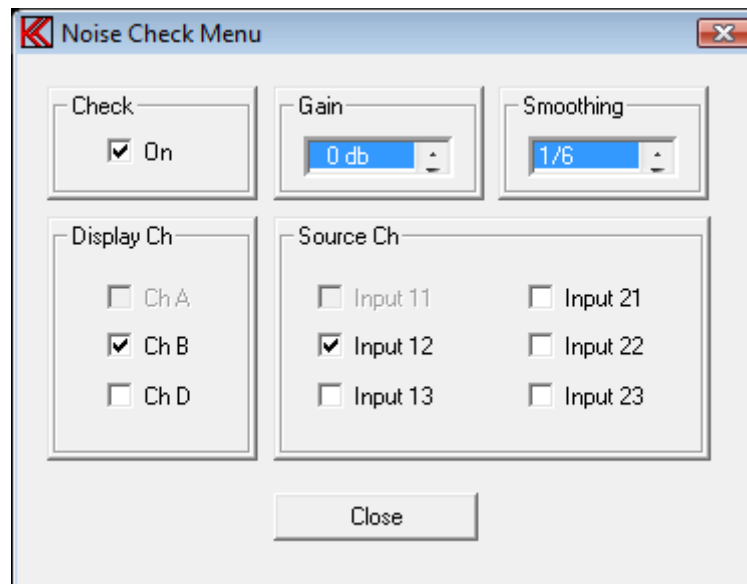 Noise Check Menu
Check
On
Gain
0 db
Smoothing
1/6
Display Ch
Ch A
Ch B
Ch D
Source Ch
Input 11
Input 21
Input 12
Input 22
Input 13
Input 23
Close